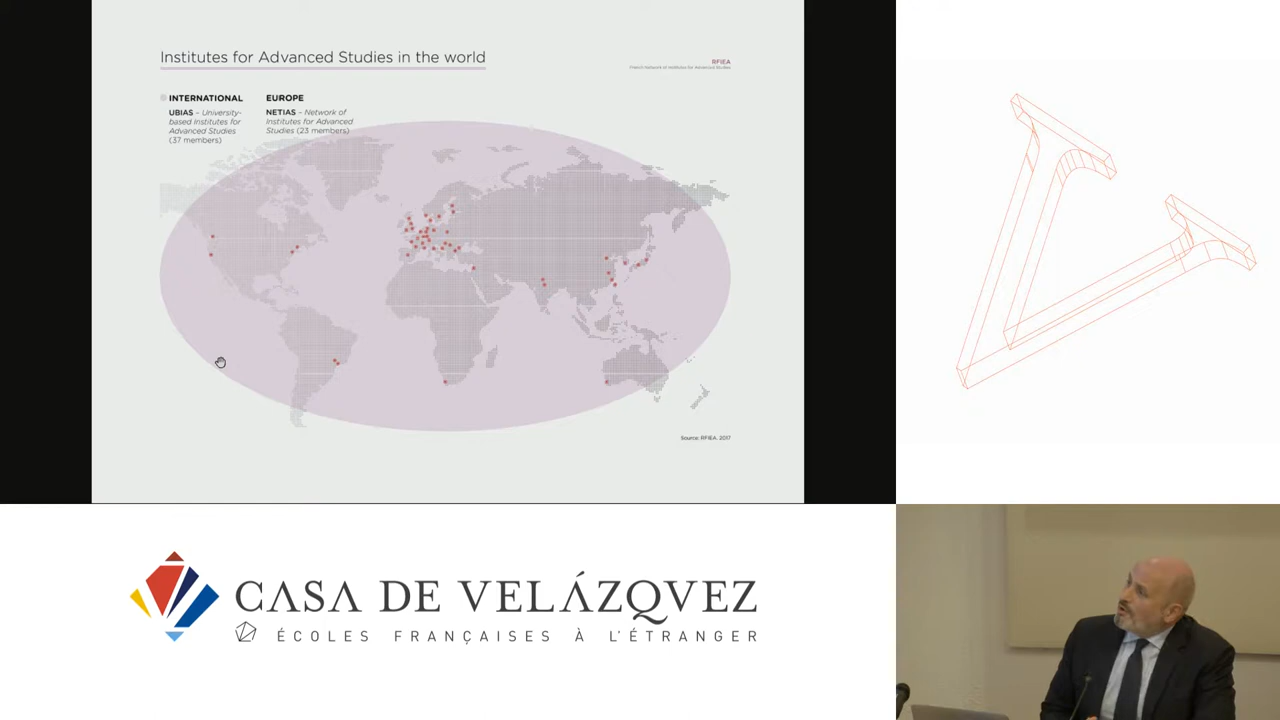 Institutes for Advanced Studies in the world
RFIEA
French Network of Institutes for Advanced Studies
INTERNATIONAL
UBIAS – University-
based Institutes for
Advanced Studies
(37 members)
EUROPE
NETIAS – Network of
Institutes for Advanced
Studies (23 members)
Source: RFIEA, 2017
CASA DE VELÁZQVEZ
ÉCOLES FRANÇAISES À L'ÉTRANGER